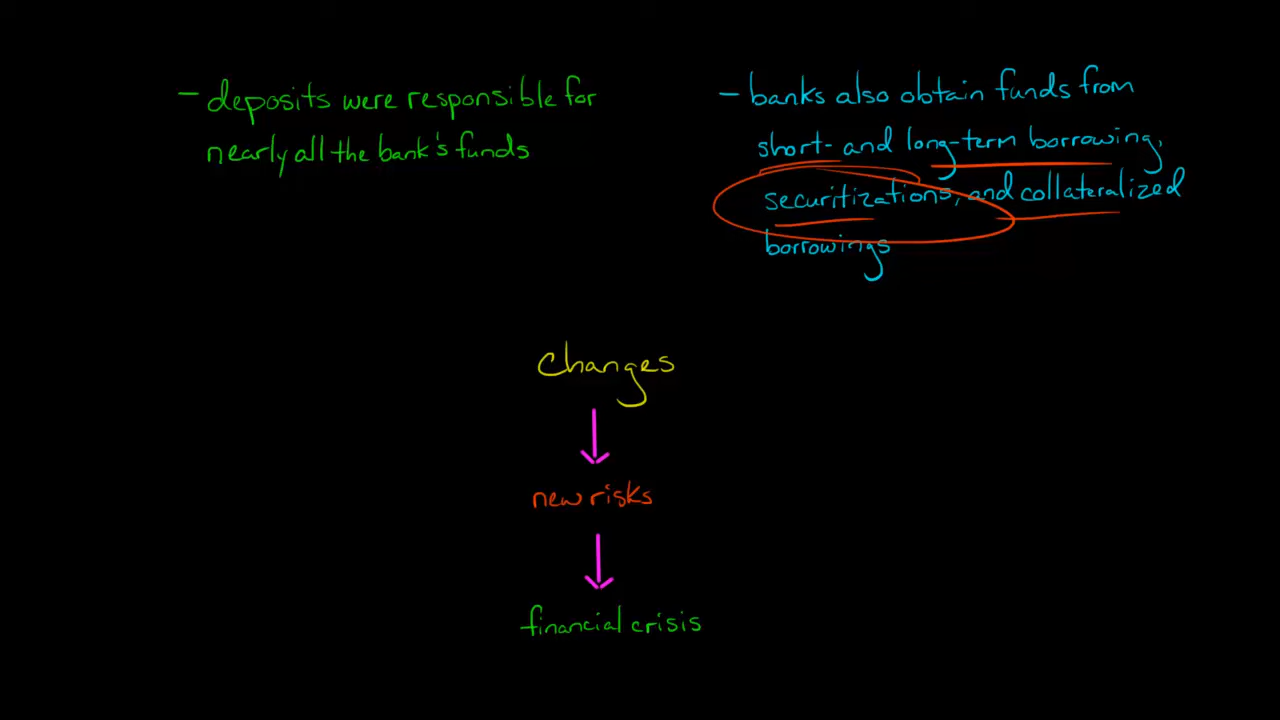 - deposits were responsible for
nearly all the bank's funds
- banks also obtain funds from
short- and long-term borrowing,
securitizations, and collateralized
borrowings
Changes
new risks
financial crisis